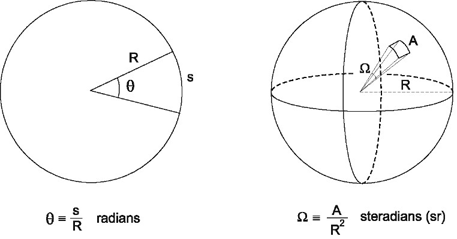 R
θ
s
A
Ω
R
θ ≡ s/R radians
Ω ≡ A/R² steradians (sr)